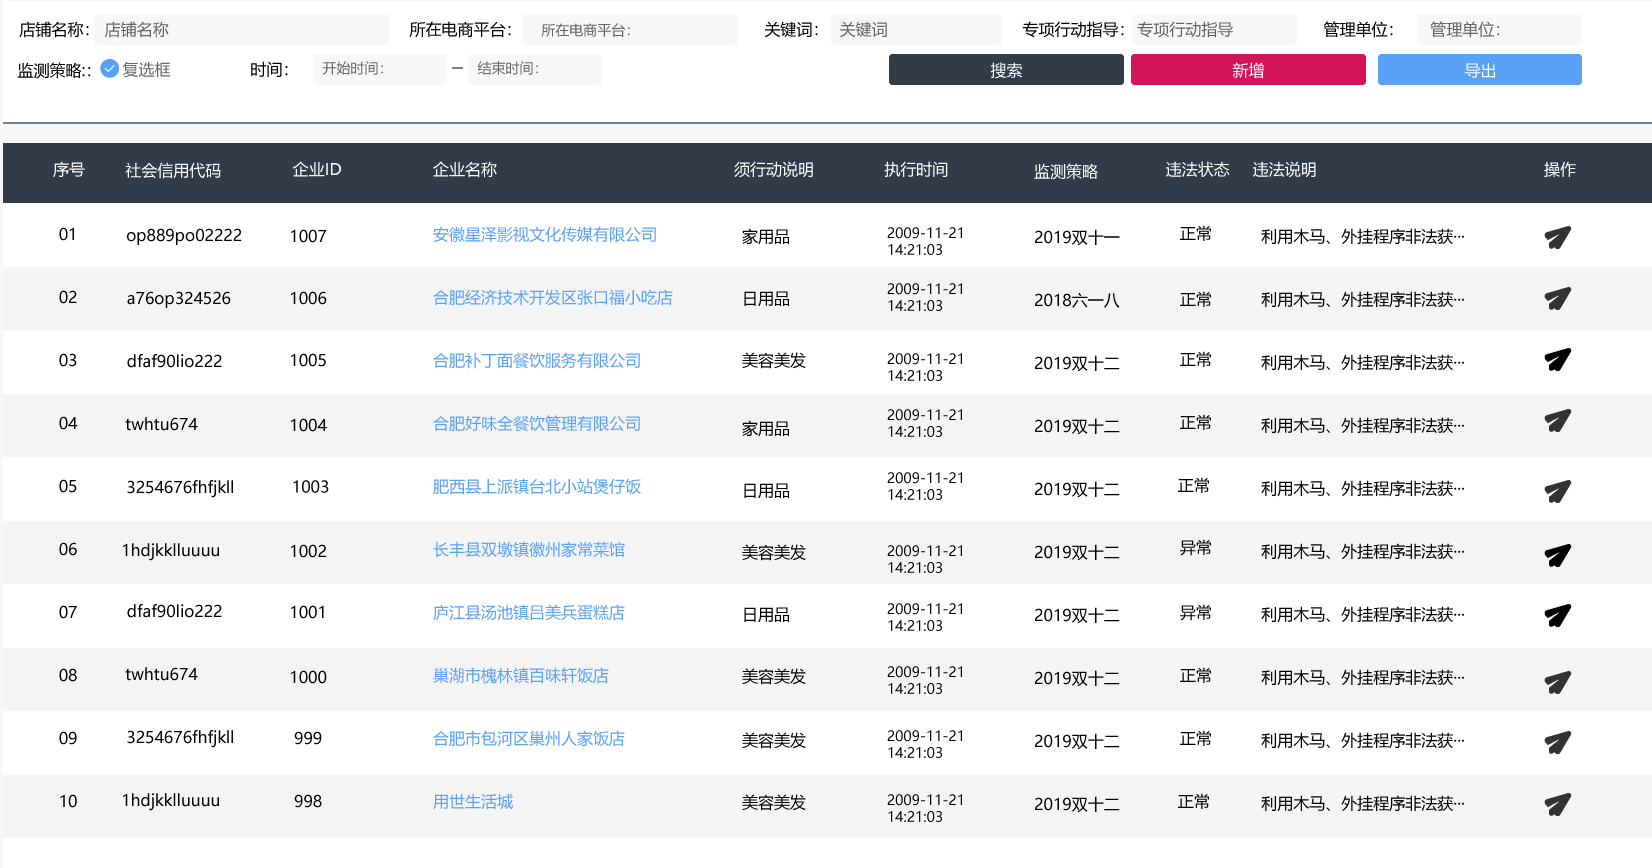 店铺名称： 店铺名称 所在电商平台： 所在电商平台： 关键词： 关键词 专项行动指导： 专项行动指导 管理单位： 管理单位：
监测策略:： 复选框 时间： 开始时间： — 结束时间： 搜索 新增 导出
序号 社会信用代码 企业ID 企业名称 须行动说明 执行时间 监测策略 违法状态 违法说明 操作
01 op889po02222 1007 安徽星泽影视文化传媒有限公司 家用品 2009-11-21 14:21:03 2019双十一 正常 利用木马、外挂程序非法获···
02 a76op324526 1006 合肥经济技术开发区张口福小吃店 日用品 2009-11-21 14:21:03 2018六一八 正常 利用木马、外挂程序非法获···
03 dfaf90lio222 1005 合肥补丁面餐饮服务有限公司 美容美发 2009-11-21 14:21:03 2019双十二 正常 利用木马、外挂程序非法获···
04 twhtu674 1004 合肥好味全餐饮管理有限公司 家用品 2009-11-21 14:21:03 2019双十二 正常 利用木马、外挂程序非法获···
05 3254676fhfjkll 1003 肥西县上派镇台北小站煲仔饭 日用品 2009-11-21 14:21:03 2019双十二 正常 利用木马、外挂程序非法获···
06 1hdjkklluuuu 1002 长丰县双墩镇徽州家常菜馆 美容美发 2009-11-21 14:21:03 2019双十二 异常 利用木马、外挂程序非法获···
07 dfaf90lio222 1001 庐江县汤池镇吕美兵蛋糕店 日用品 2009-11-21 14:21:03 2019双十二 异常 利用木马、外挂程序非法获···
08 twhtu674 1000 巢湖市槐林镇百味轩饭店 美容美发 2009-11-21 14:21:03 2019双十二 正常 利用木马、外挂程序非法获···
09 3254676fhfjkll 999 合肥市包河区巢州人家饭店 美容美发 2009-11-21 14:21:03 2019双十二 正常 利用木马、外挂程序非法获···
10 1hdjkklluuuu 998 用世生活城 美容美发 2009-11-21 14:21:03 2019双十二 正常 利用木马、外挂程序非法获···